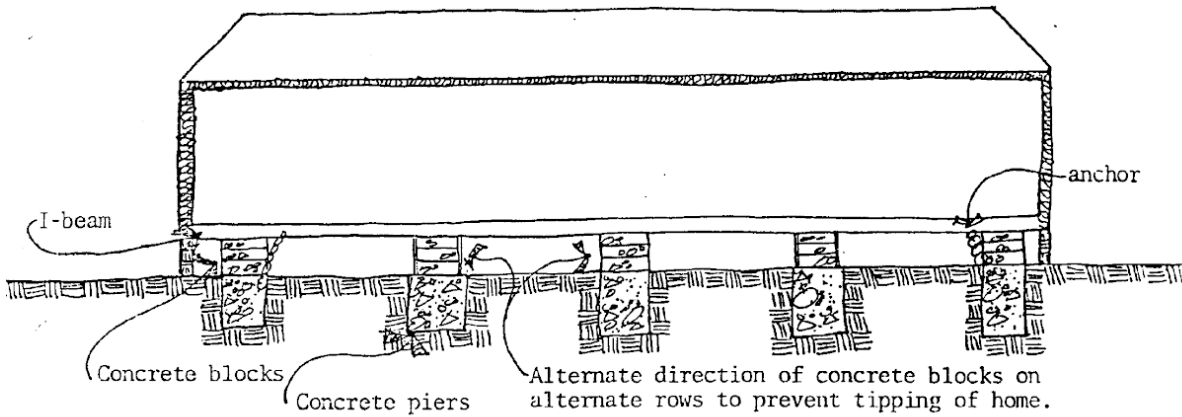 anchor
I-beam
Concrete blocks
Concrete piers
Alternate direction of concrete blocks on
alternate rows to prevent tipping of home.